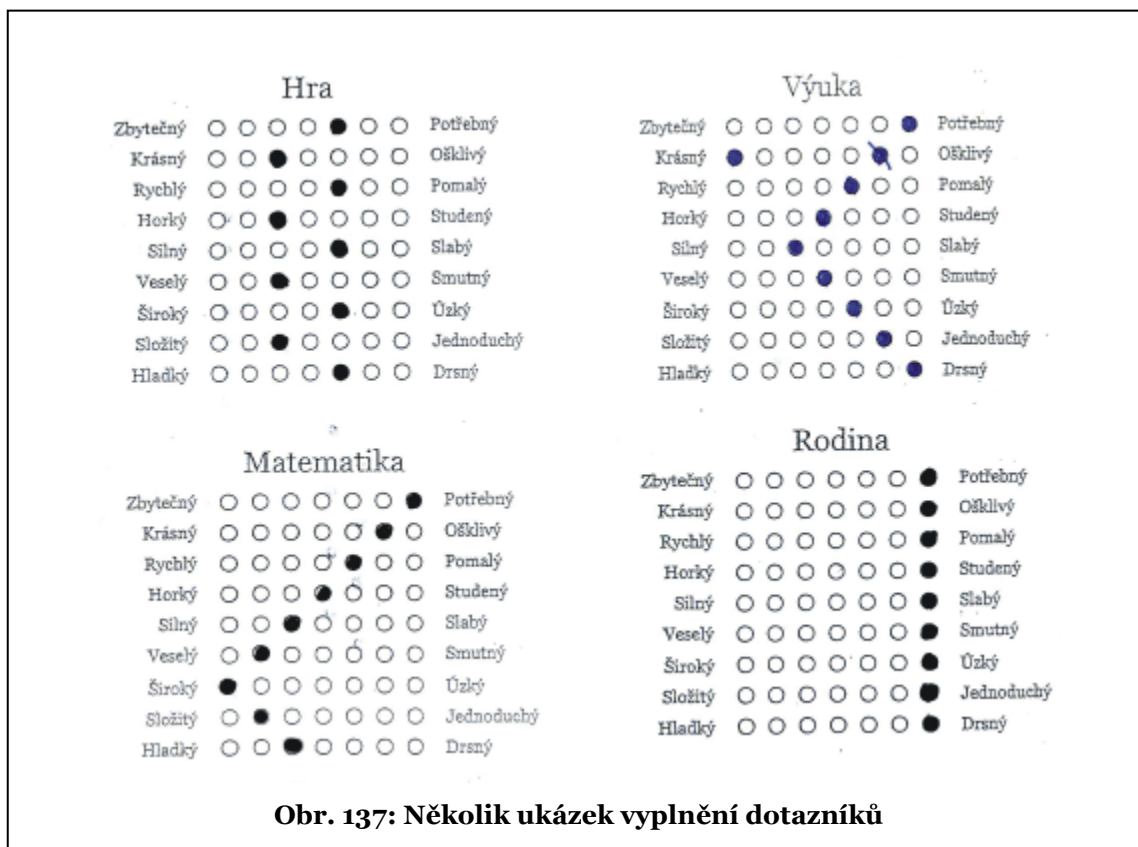 Hra
Zbytečný Potřebný
Krásný Ošklivý
Rychlý Pomalý
Horký Studený
Silný Slabý
Veselý Smutný
Široký Úzký
Složitý Jednoduchý
Hladký Drsný
Výuka
Zbytečný Potřebný
Krásný Ošklivý
Rychlý Pomalý
Horký Studený
Silný Slabý
Veselý Smutný
Široký Úzký
Složitý Jednoduchý
Hladký Drsný
Matematika
Zbytečný Potřebný
Krásný Ošklivý
Rychlý Pomalý
Horký Studený
Silný Slabý
Veselý Smutný
Široký Úzký
Složitý Jednoduchý
Hladký Drsný
Rodina
Zbytečný Potřebný
Krásný Ošklivý
Rychlý Pomalý
Horký Studený
Silný Slabý
Veselý Smutný
Široký Úzký
Složitý Jednoduchý
Hladký Drsný
Obr. 137: Několik ukázek vyplnění dotazníků